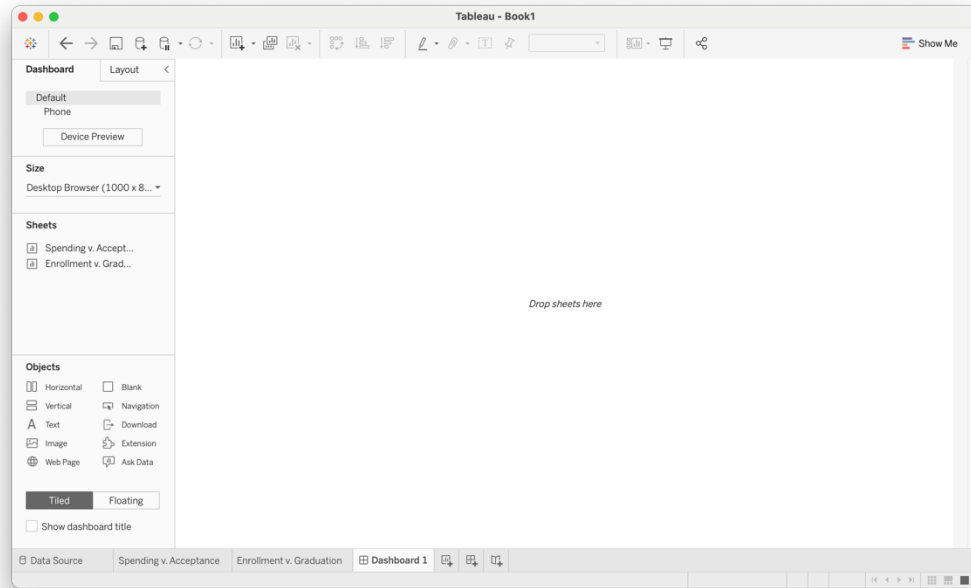 Tableau - Book1
Show Me
Dashboard Layout
Default
Phone
Device Preview
Size
Desktop Browser (1000 x 8...
Sheets
Spending v. Accept...
Enrollment v. Grad...
Drop sheets here
Objects
Horizontal Blank
Vertical Navigation
A Text Download
Image Extension
Web Page Ask Data
Tiled Floating
Show dashboard title
Data Source Spending v. Acceptance Enrollment v. Graduation Dashboard 1